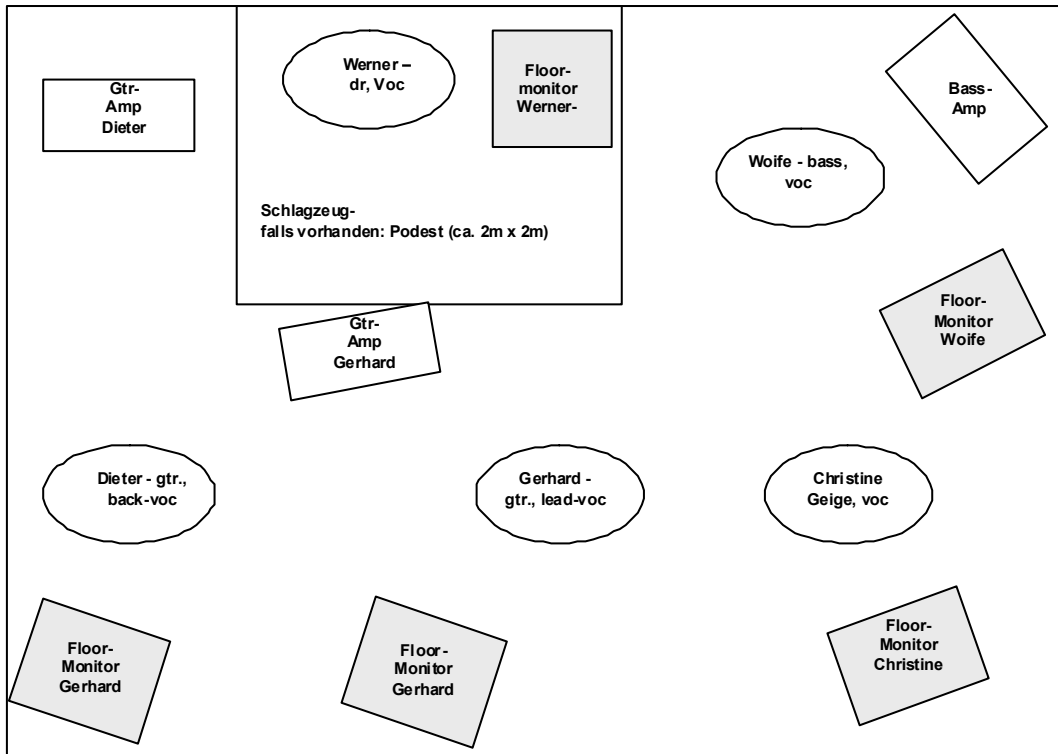 Gtr-
Amp
Dieter
Werner –
dr, Voc
Floor-
monitor
Werner-
Bass-
Amp
Woife - bass,
voc
Schlagzeug-
falls vorhanden: Podest (ca. 2m x 2m)
Floor-
Monitor
Woife
Gtr-
Amp
Gerhard
Dieter - gtr.,
back-voc
Gerhard -
gtr., lead-voc
Christine
Geige, voc
Floor-
Monitor
Gerhard
Floor-
Monitor
Gerhard
Floor-
Monitor
Christine